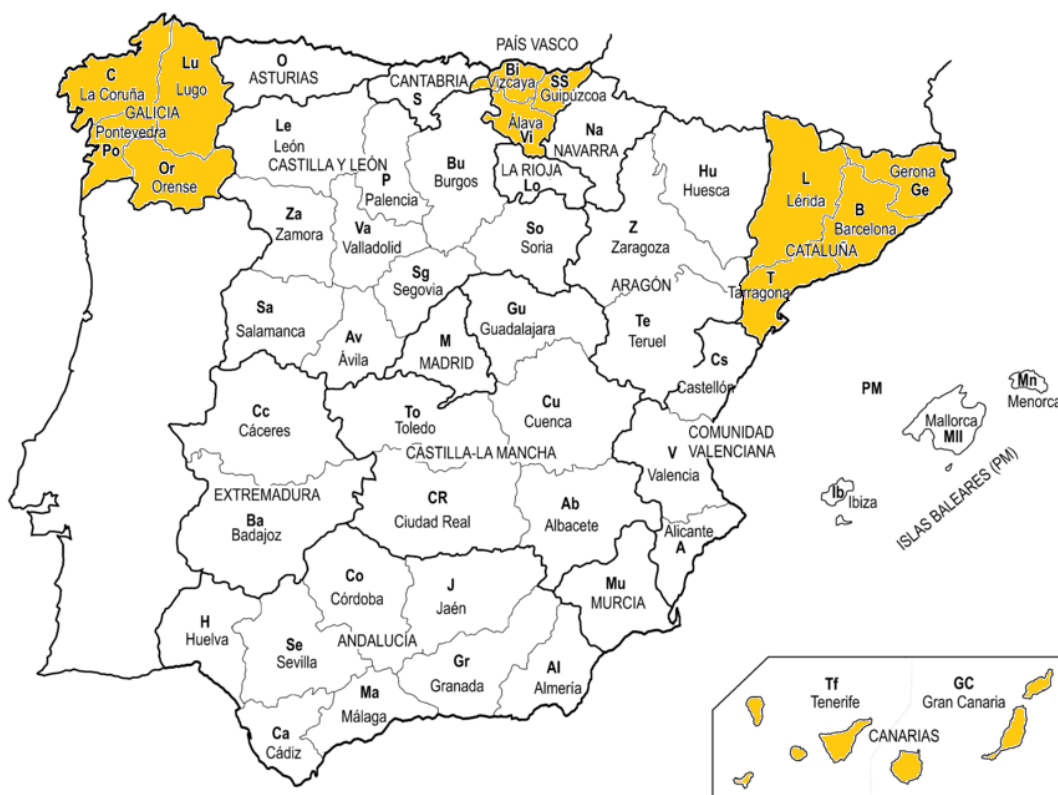 PAÍS VASCO
O
ASTURIAS
CANTABRIA
S
Bi
Vizcaya
SS
Guipúzcoa
Álava
Vi
C
La Coruña
Lu
Lugo
GALICIA
Pontevedra
Po
Or
Orense
Le
León
CASTILLA Y LEÓN
P
Palencia
Bu
Burgos
LA RIOJA
Lo
Na
NAVARRA
Hu
Huesca
L
Lérida
Gerona
Ge
B
Barcelona
CATALUÑA
T
Tarragona
Za
Zamora
Va
Valladolid
So
Soria
Z
Zaragoza
ARAGÓN
Sg
Segovia
Sa
Salamanca
Av
Ávila
M
MADRID
Gu
Guadalajara
Te
Teruel
Cs
Castellón
PM
Mn
Menorca
Mallorca
Mll
Ib
Ibiza
ISLAS BALEARES (PM)
Cc
Cáceres
To
Toledo
Cu
Cuenca
CASTILLA-LA MANCHA
V
Valencia
COMUNIDAD
VALENCIANA
EXTREMADURA
Ba
Badajoz
CR
Ciudad Real
Ab
Albacete
Alicante
A
Co
Córdoba
J
Jaén
Mu
MURCIA
H
Huelva
Se
Sevilla
ANDALUCÍA
Gr
Granada
Al
Almería
Ma
Málaga
Ca
Cádiz
Tf
Tenerife
GC
Gran Canaria
CANARIAS